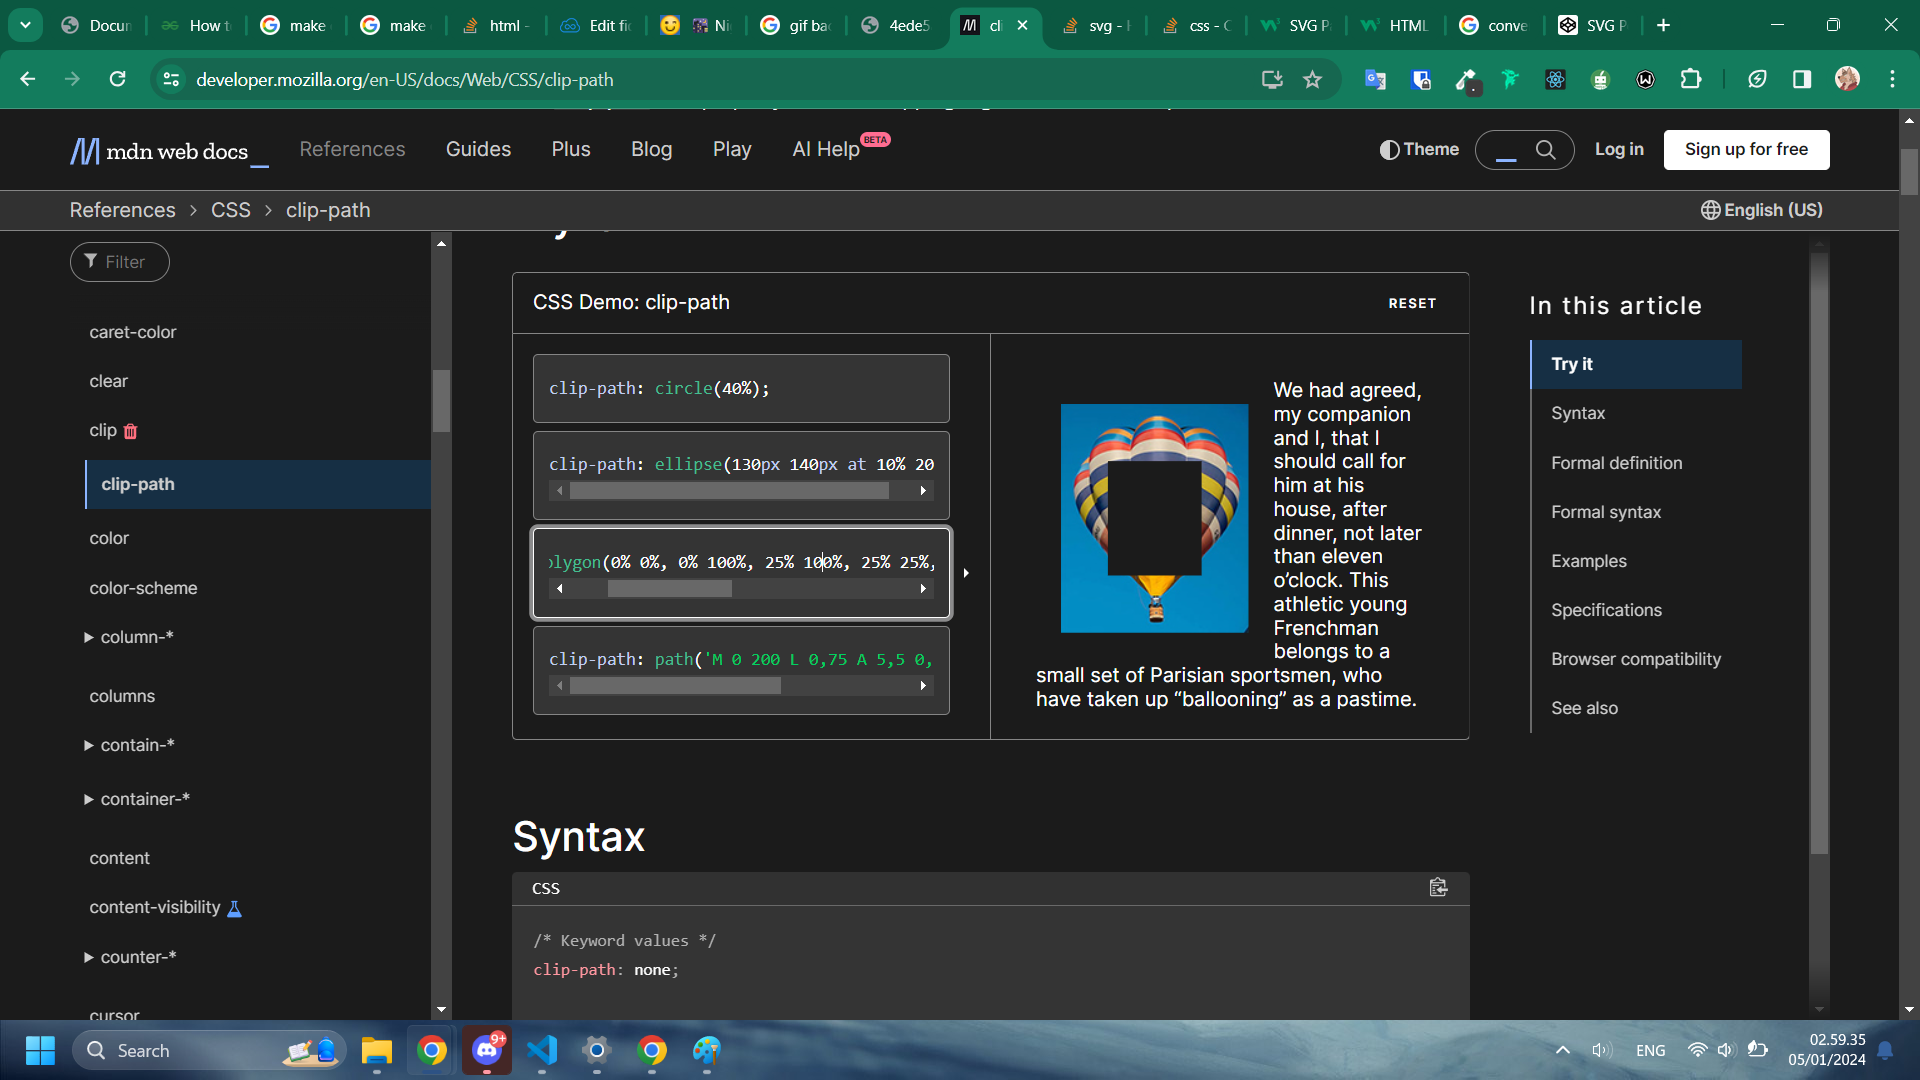 Docun
How to
make
make
html -
Edit fi
Ni
gif bac
4ede5
cli
svg - H
css - C
SVG P
HTML
conve
SVG P
developer.mozilla.org/en-US/docs/Web/CSS/clip-path
mdn web docs_
References
Guides
Plus
Blog
Play
AI Help BETA
Theme
Log in
Sign up for free
References > CSS > clip-path
English (US)
Filter
caret-color
clear
clip
clip-path
color
color-scheme
column-*
columns
contain-*
container-*
content
content-visibility
counter-*
cursor
CSS Demo: clip-path
RESET
clip-path: circle(40%);
clip-path: ellipse(130px 140px at 10% 20
olygon(0% 0%, 0% 100%, 25% 100%, 25% 25%,
clip-path: path('M 0 200 L 0,75 A 5,5 0,
We had agreed,
my companion
and I, that I
should call for
him at his
house, after
dinner, not later
than eleven
o’clock. This
athletic young
Frenchman
belongs to a
small set of Parisian sportsmen, who
have taken up “ballooning” as a pastime.
In this article
Try it
Syntax
Formal definition
Formal syntax
Examples
Specifications
Browser compatibility
See also
Syntax
CSS
/* Keyword values */
clip-path: none;
Search
9+
ENG
02.59.35
05/01/2024